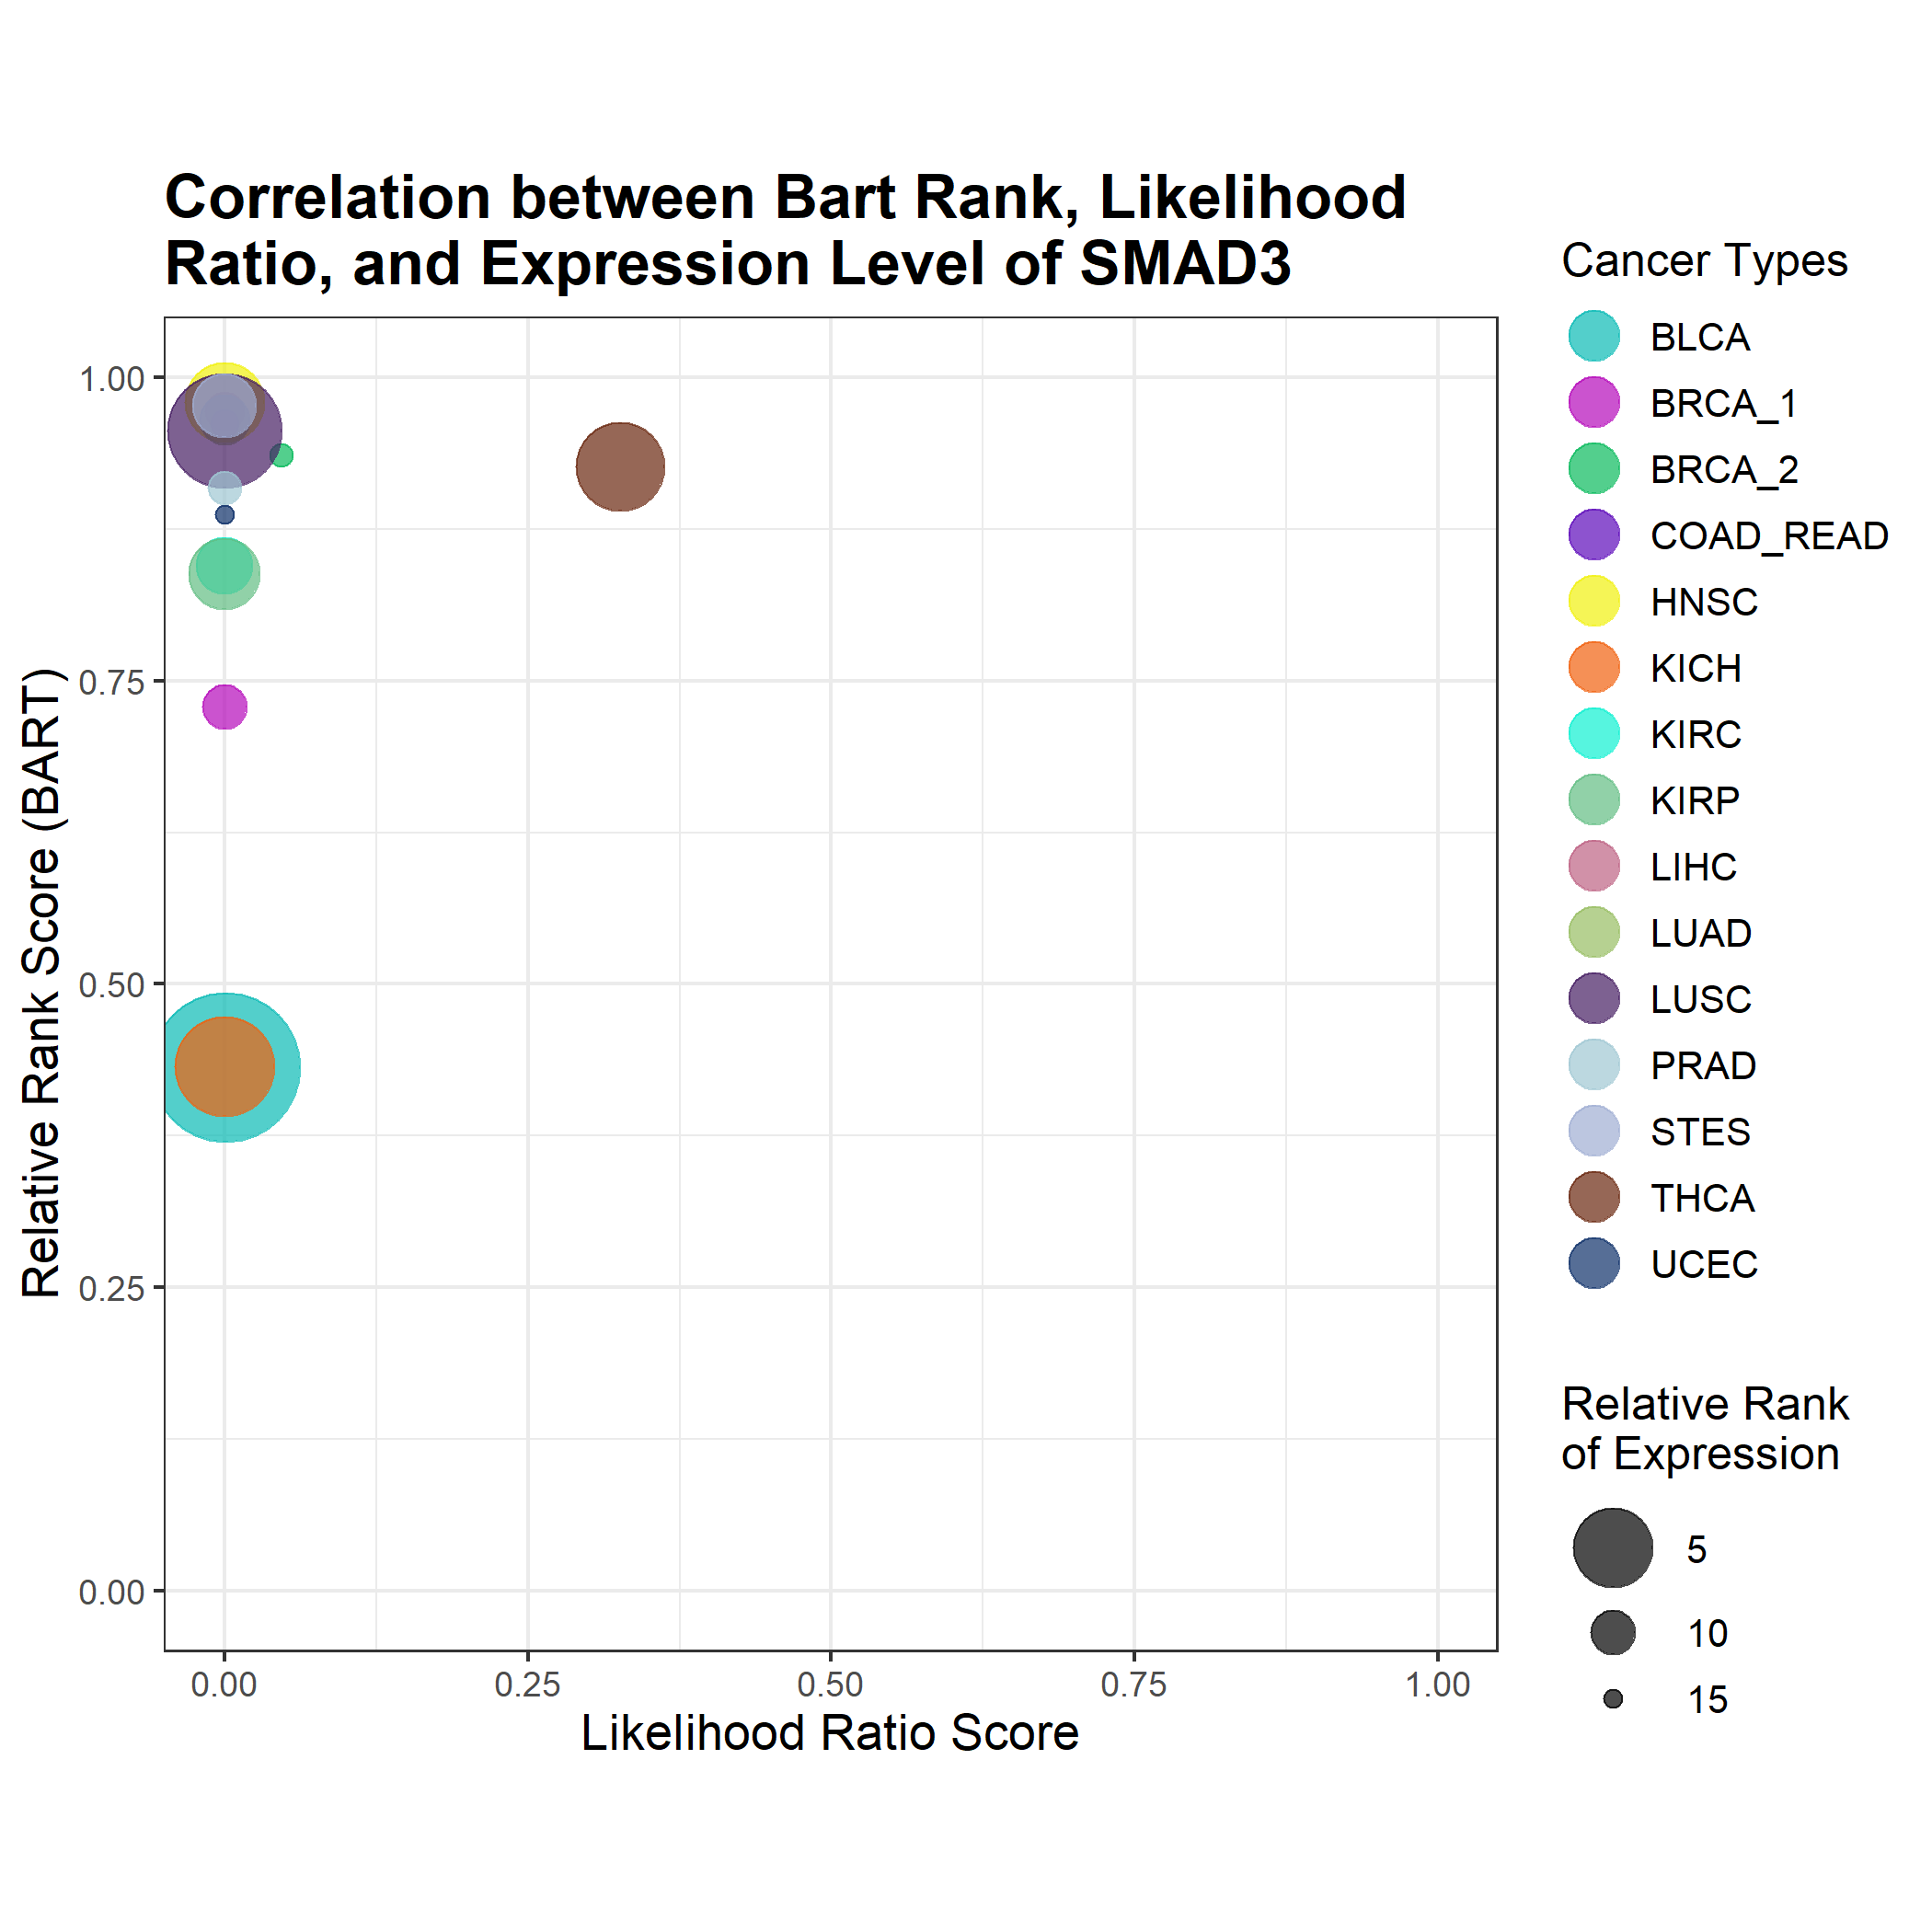 Correlation between Bart Rank, Likelihood
Ratio, and Expression Level of SMAD3
Relative Rank Score (BART)
1.00
0.75
0.50
0.25
0.00
0.00 0.25 0.50 0.75 1.00
Likelihood Ratio Score
Cancer Types
BLCA
BRCA_1
BRCA_2
COAD_READ
HNSC
KICH
KIRC
KIRP
LIHC
LUAD
LUSC
PRAD
STES
THCA
UCEC
Relative Rank
of Expression
5
10
15